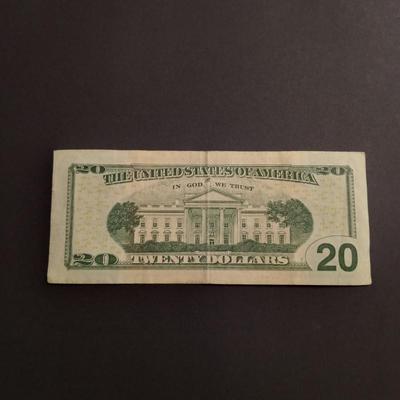 20 20
THE UNITED STATES OF AMERICA
IN GOD WE TRUST
20 TWENTY DOLLARS 20